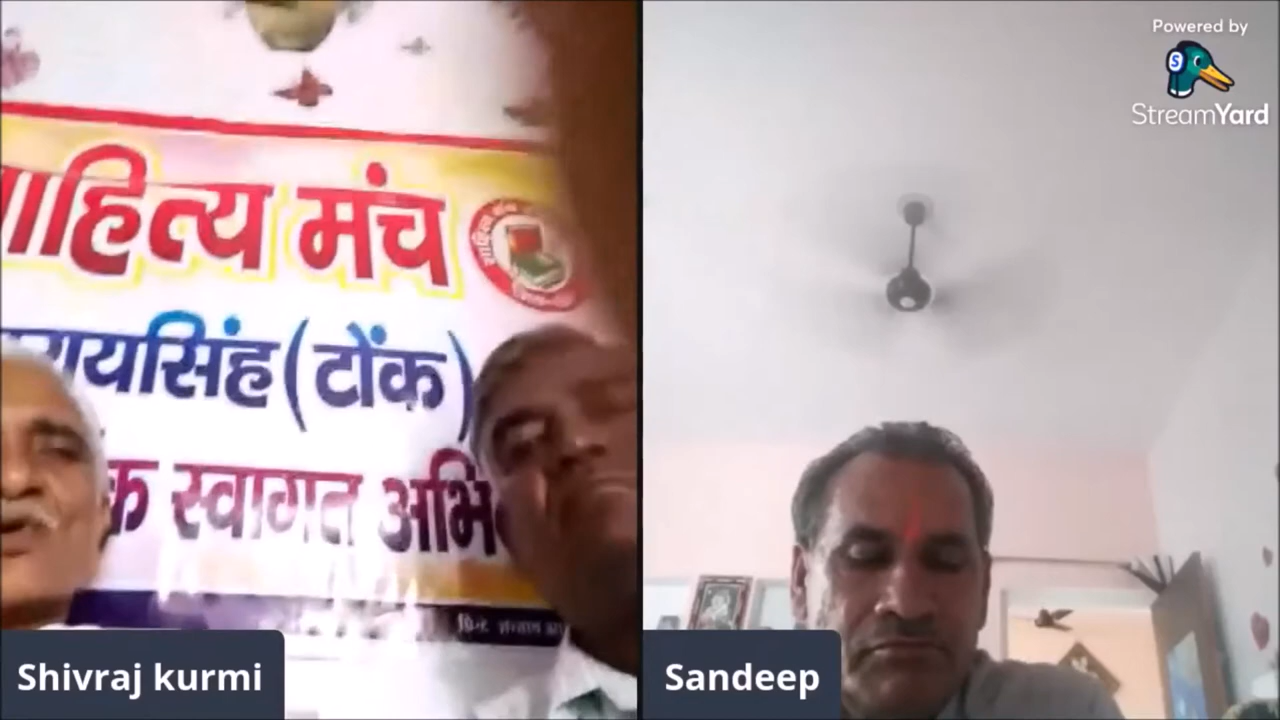 Powered by
StreamYard
ाहित्य मंच
रायसिंह (टोंक)
क स्वागत अभि
Shivraj kurmi
Sandeep